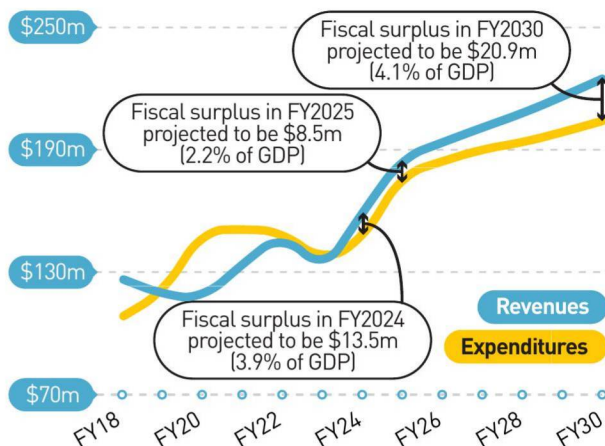 $250m
Fiscal surplus in FY2030
projected to be $20.9m
(4.1% of GDP)
Fiscal surplus in FY2025
projected to be $8.5m
(2.2% of GDP)
$190m
$130m
Fiscal surplus in FY2024
projected to be $13.5m
(3.9% of GDP)
Revenues
Expenditures
$70m
FY18
FY20
FY22
FY24
FY26
FY28
FY30